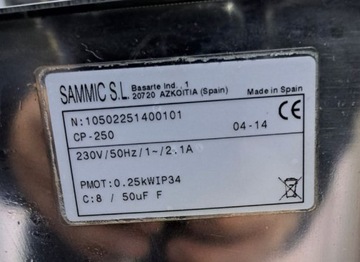 SAMMIC S.L. Basarte Ind., 1
20720 AZKOITIA (Spain) Made in Spain
N:10502251400101
CP-250 04-14 CE
230V/50Hz/1~/2.1A
PMOT:0.25kWIP34
C:8 / 50uF F